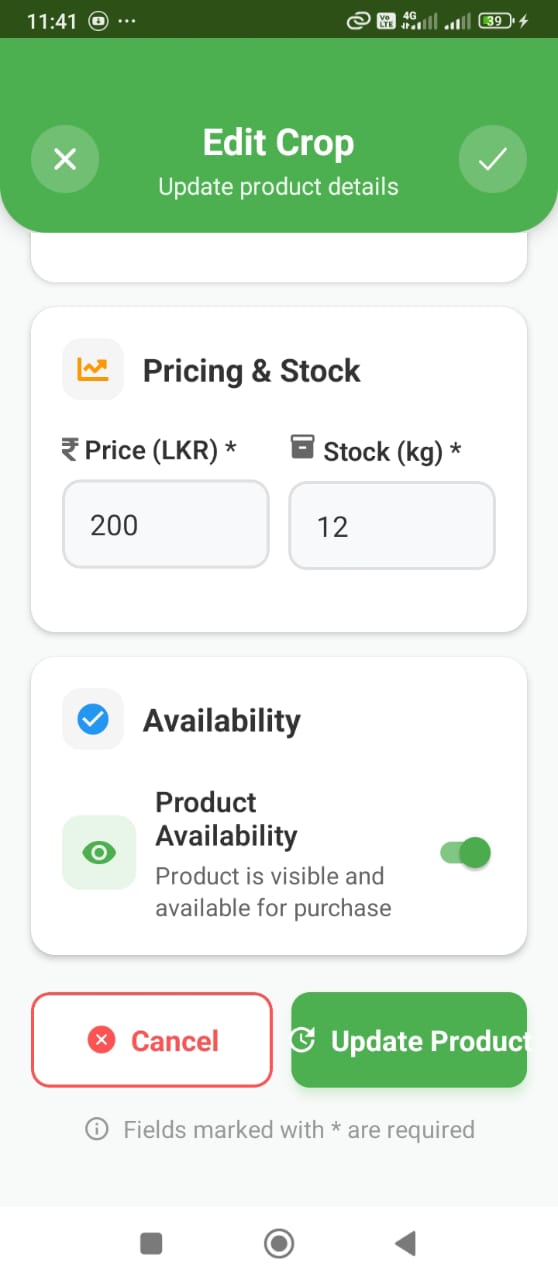 11:41
VoLTE 4G 39
Edit Crop
Update product details
Pricing & Stock
₹ Price (LKR) *
Stock (kg) *
200
12
Availability
Product
Availability
Product is visible and
available for purchase
Cancel
Update Product
Fields marked with * are required